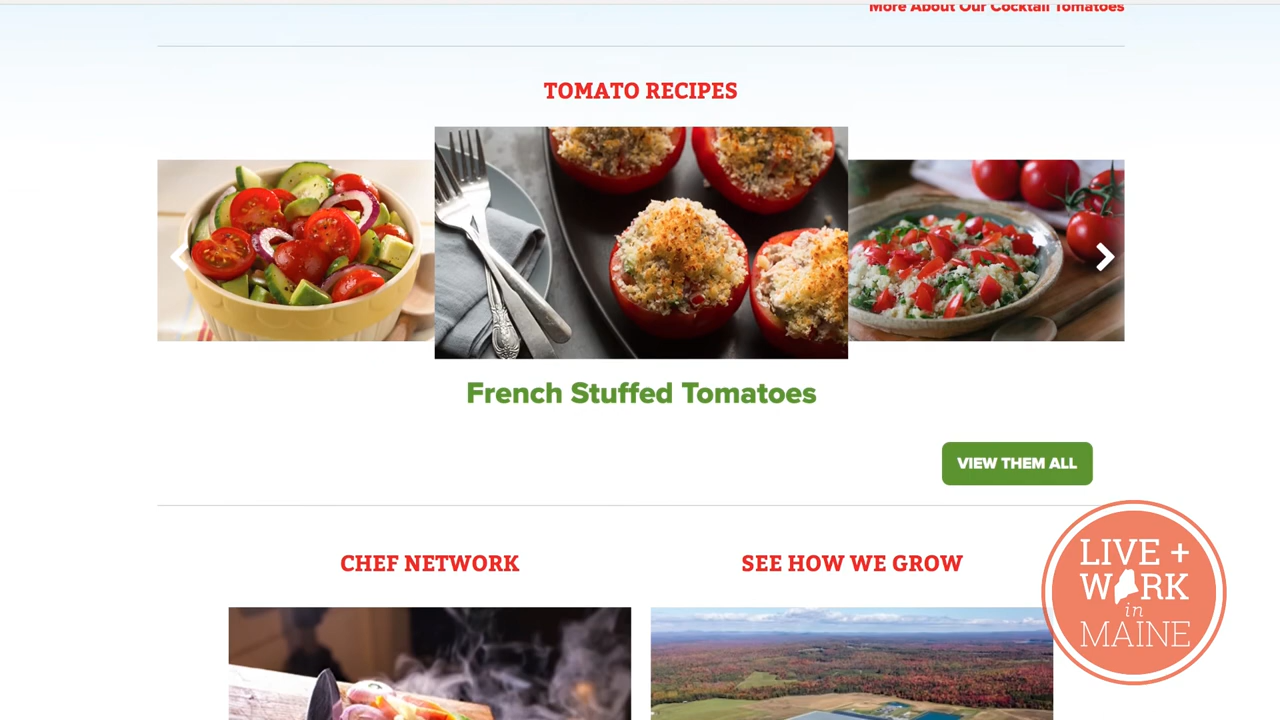 More About Our Cocktail Tomatoes
TOMATO RECIPES
French Stuffed Tomatoes
VIEW THEM ALL
CHEF NETWORK
SEE HOW WE GROW
LIVE +
WORK
in
MAINE